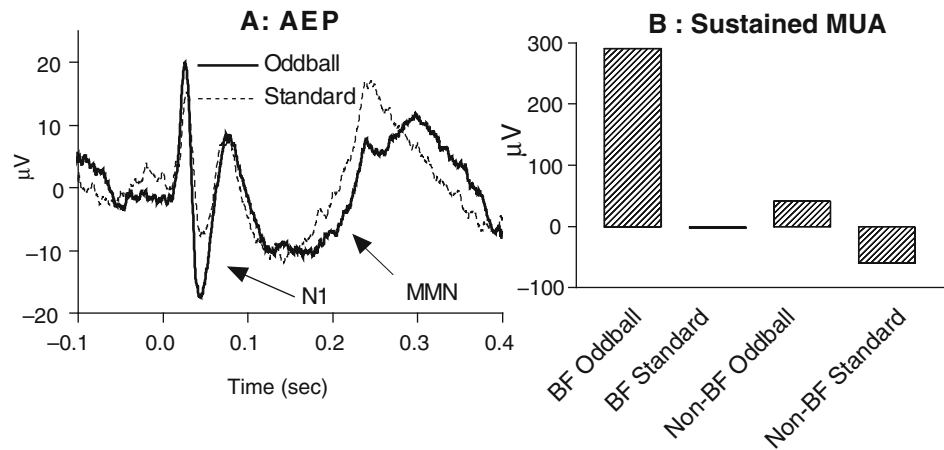 A: AEP
Oddball
Standard
20
10
0
−10
−20
μV
N1
MMN
−0.1
0.0
0.1
0.2
0.3
0.4
Time (sec)
B : Sustained MUA
300
200
100
0
−100
μV
BF Oddball
BF Standard
Non-BF Oddball
Non-BF Standard